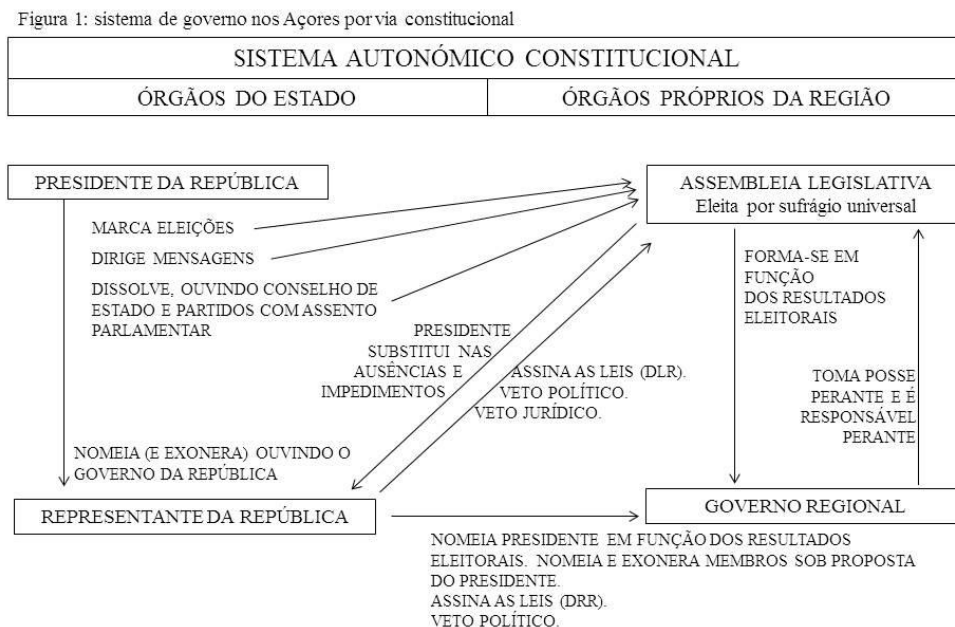 Figura 1: sistema de governo nos Açores por via constitucional
SISTEMA AUTONÓMICO CONSTITUCIONAL
ÓRGÃOS DO ESTADO
ÓRGÃOS PRÓPRIOS DA REGIÃO
PRESIDENTE DA REPÚBLICA
ASSEMBLEIA LEGISLATIVA
Eleita por sufrágio universal
MARCA ELEIÇÕES
DIRIGE MENSAGENS
DISSOLVE, OUVINDO CONSELHO DE
ESTADO E PARTIDOS COM ASSENTO
PARLAMENTAR
FORMA-SE EM
FUNÇÃO
DOS RESULTADOS
ELEITORAIS
PRESIDENTE
SUBSTITUI NAS
AUSÊNCIAS E
IMPEDIMENTOS
ASSINA AS LEIS (DLR).
VETO POLÍTICO.
VETO JURÍDICO.
TOMA POSSE
PERANTE E É
RESPONSÁVEL
PERANTE
NOMEIA (E EXONERA) OUVINDO O
GOVERNO DA REPÚBLICA
REPRESENTANTE DA REPÚBLICA
GOVERNO REGIONAL
NOMEIA PRESIDENTE EM FUNÇÃO DOS RESULTADOS
ELEITORAIS. NOMEIA E EXONERA MEMBROS SOB PROPOSTA
DO PRESIDENTE.
ASSINA AS LEIS (DRR).
VETO POLÍTICO.